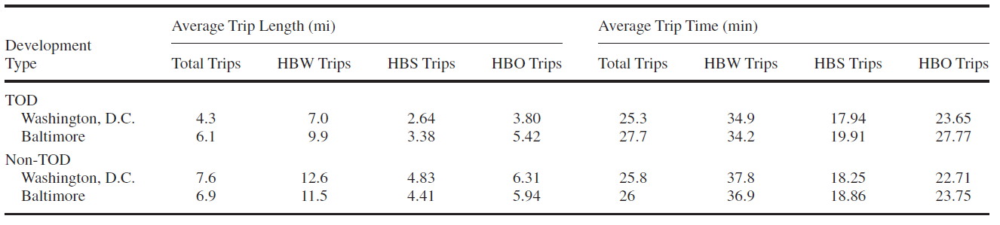 Average Trip Length (mi) Average Trip Time (min)
Development
Type Total Trips HBW Trips HBS Trips HBO Trips Total Trips HBW Trips HBS Trips HBO Trips
TOD
Washington, D.C. 4.3 7.0 2.64 3.80 25.3 34.9 17.94 23.65
Baltimore 6.1 9.9 3.38 5.42 27.7 34.2 19.91 27.77
Non-TOD
Washington, D.C. 7.6 12.6 4.83 6.31 25.8 37.8 18.25 22.71
Baltimore 6.9 11.5 4.41 5.94 26 36.9 18.86 23.75